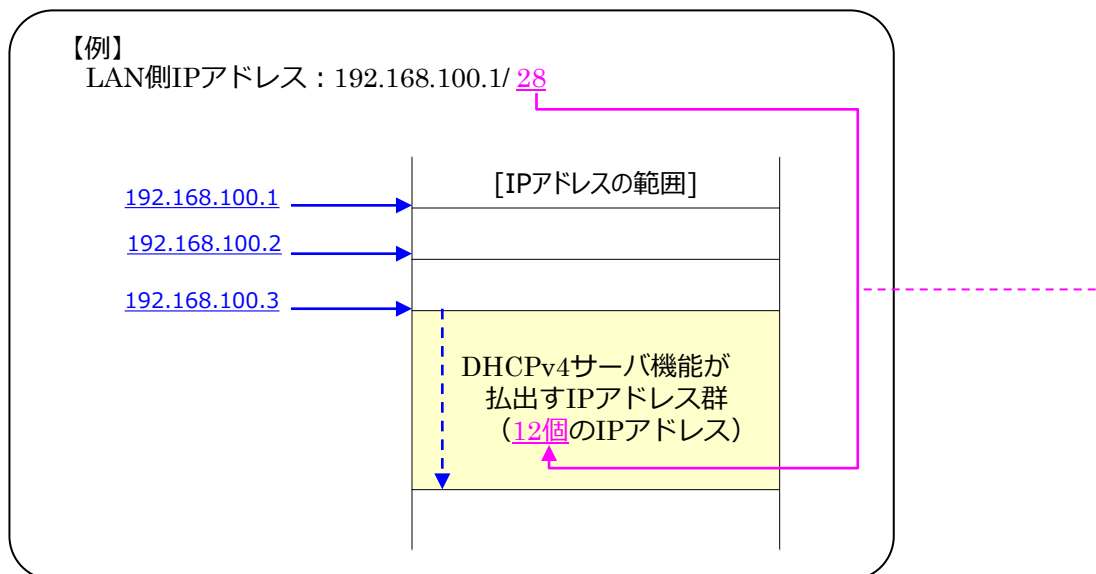 【例】
LAN側IPアドレス：192.168.100.1/ 28
[IPアドレスの範囲]
192.168.100.1
192.168.100.2
192.168.100.3
DHCPv4サーバ機能が
払出すIPアドレス群
（12個のIPアドレス）